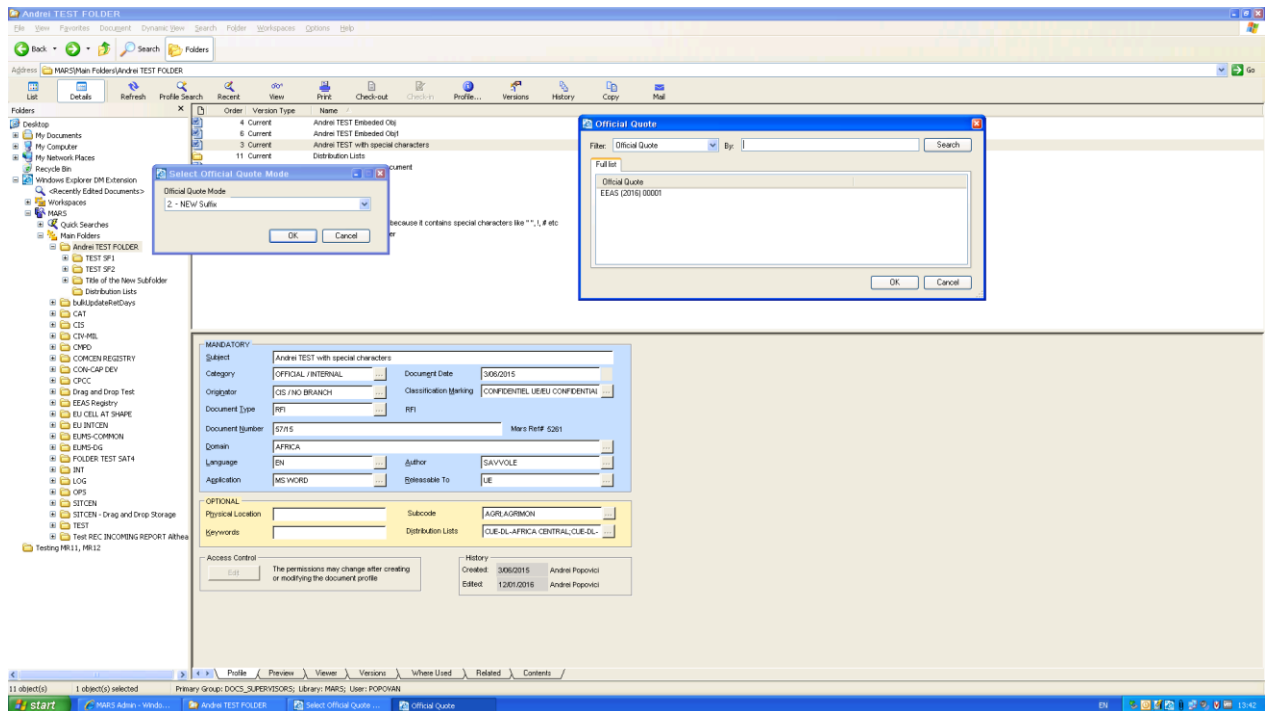 Andrei TEST FOLDER
File View Favorites Document Dynamic View Search Folder Workspaces Options Help
Back Search Folders
Address MARS\Main Folders\Andrei TEST FOLDER Go
List Details Refresh Profile Search Recent View Print Check-out Check-in Profile... Versions History Copy Mail
Folders
Desktop
My Documents
My Computer
My Network Places
Recycle Bin
Windows Explorer DM Extension
<Recently Edited Documents>
Workspaces
MARS
Quick Searches
Main Folders
Andrei TEST FOLDER
TEST SF1
TEST SF2
Title of the New Subfolder
Distribution Lists
bulkUpdateRetDays
CAT
CIS
CIV-MIL
CMPD
COMCEN REGISTRY
CON-CAP DEV
CPCC
Drag and Drop Test
EEAS Registry
EU CELL AT SHAPE
EU INTCEN
EUMS-COMMON
EUMS-DG
FOLDER TEST SAT4
INT
LOG
OPS
SITCEN
SITCEN - Drag and Drop Storage
TEST
Test REC INCOMING REPORT Althea
Testing MR11, MR12
Order Version Type Name
4 Current Andrei TEST Embeded Obj
6 Current Andrei TEST Embeded Obj1
3 Current Andrei TEST with special characters
11 Current Distribution Lists
cument
because it contains special characters like " ", !, # etc
er
Select Official Quote Mode
Official Quote Mode
2 - NEW Suffix
OK Cancel
Official Quote
Filter: Official Quote By: Search
Full list
Official Quote
EEAS (2016) 00001
OK Cancel
MANDATORY
Subject Andrei TEST with special characters
Category OFFICIAL / INTERNAL ... Document Date 3/06/2015
Originator CIS / NO BRANCH ... Classification Marking CONFIDENTIEL UE/EU CONFIDENTIAL ...
Document Type RFI ... RFI
Document Number 57/15 Mars Ref# 5261
Domain AFRICA ...
Language EN ... Author SAVVOLE ...
Application MS WORD ... Releasable To UE ...
OPTIONAL
Physical Location Subcode AGRI;AGRIMON ...
Keywords Distribution Lists CUE-DL-AFRICA CENTRAL;CUE-DL- ...
Access Control
Edit
The permissions may change after creating
or modifying the document profile
History
Created: 3/06/2015 Andrei Popovici
Edited: 12/01/2016 Andrei Popovici
Profile Preview Viewer Versions Where Used Related Contents
11 object(s) 1 object(s) selected Primary Group: DOCS_SUPERVISORS; Library: MARS; User: POPOVAN
start MARS Admin - Windo... Andrei TEST FOLDER Select Official Quote ... Official Quote EN 13:42